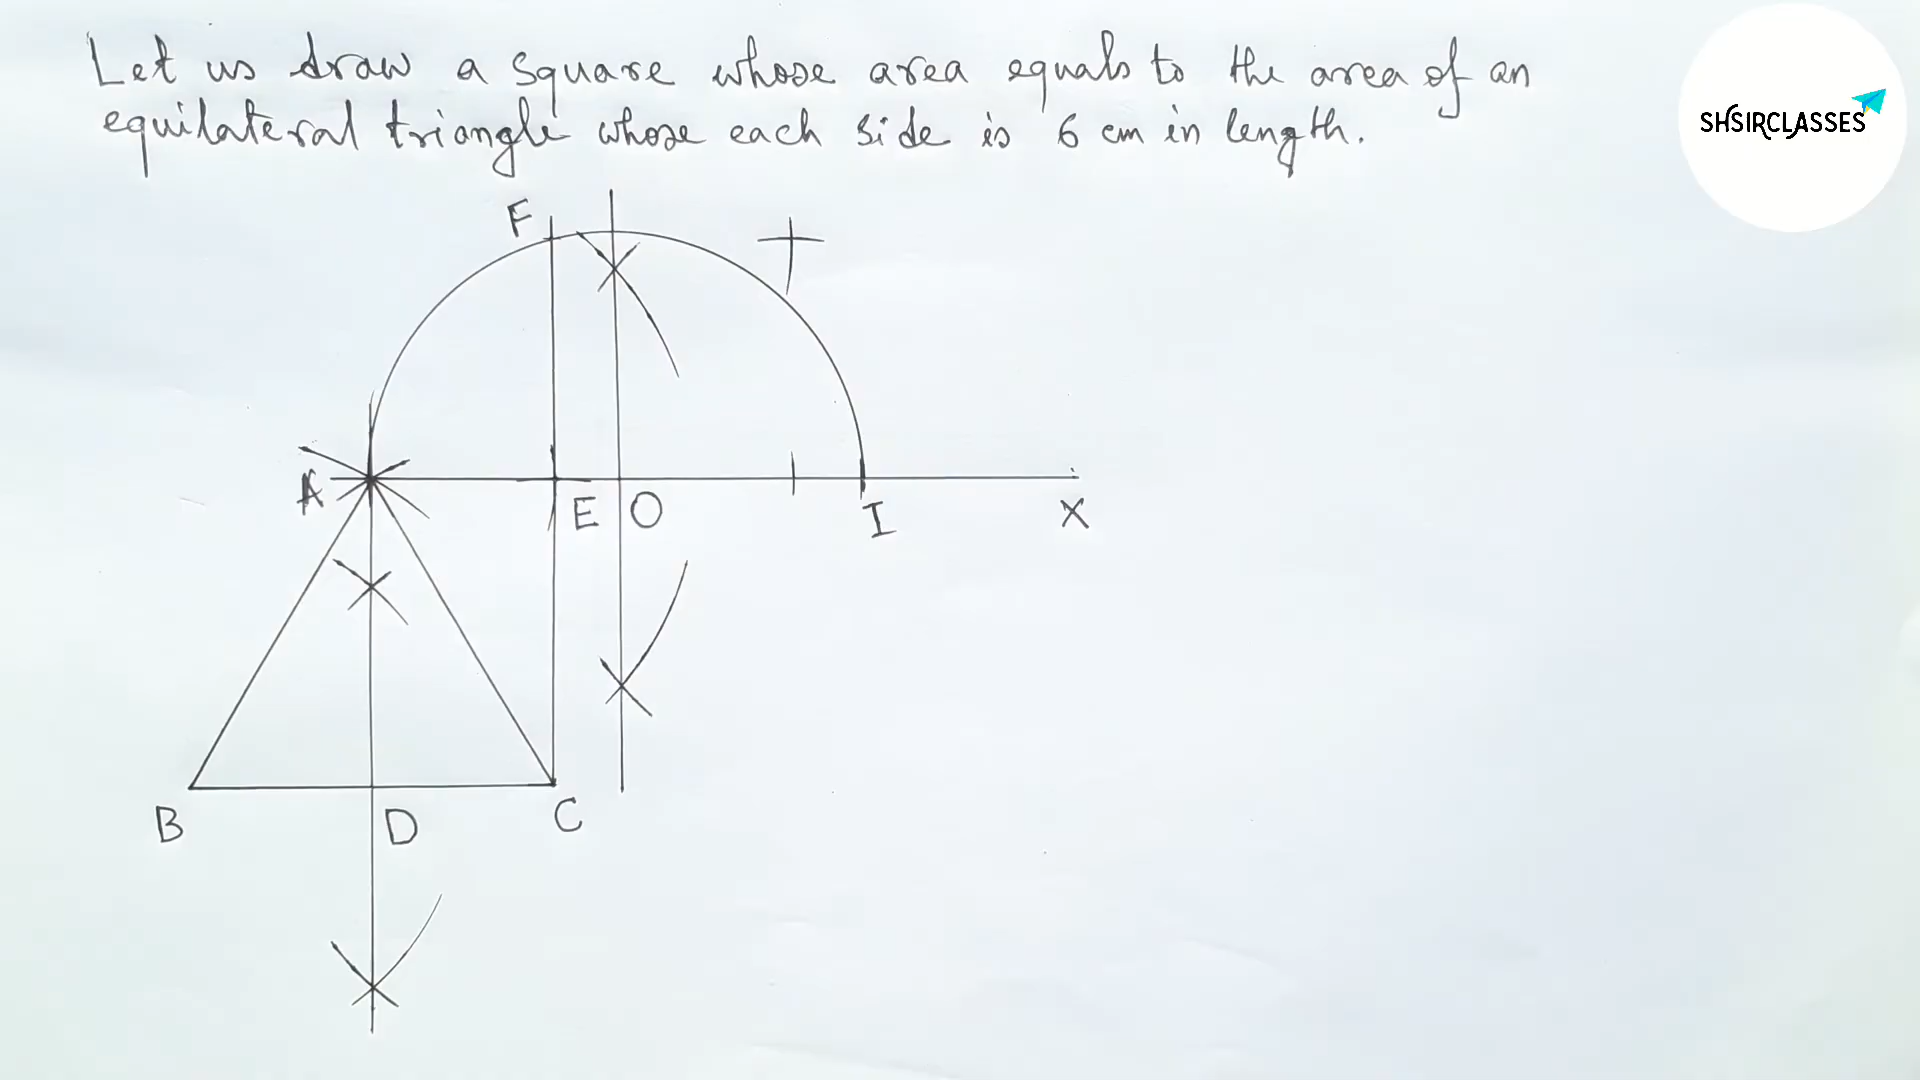 Let us draw a square whose area equals to the area of an
equilateral triangle whose each side is 6 cm in length.
SHSIRCLASSES
F
A
E
O
I
X
B
D
C